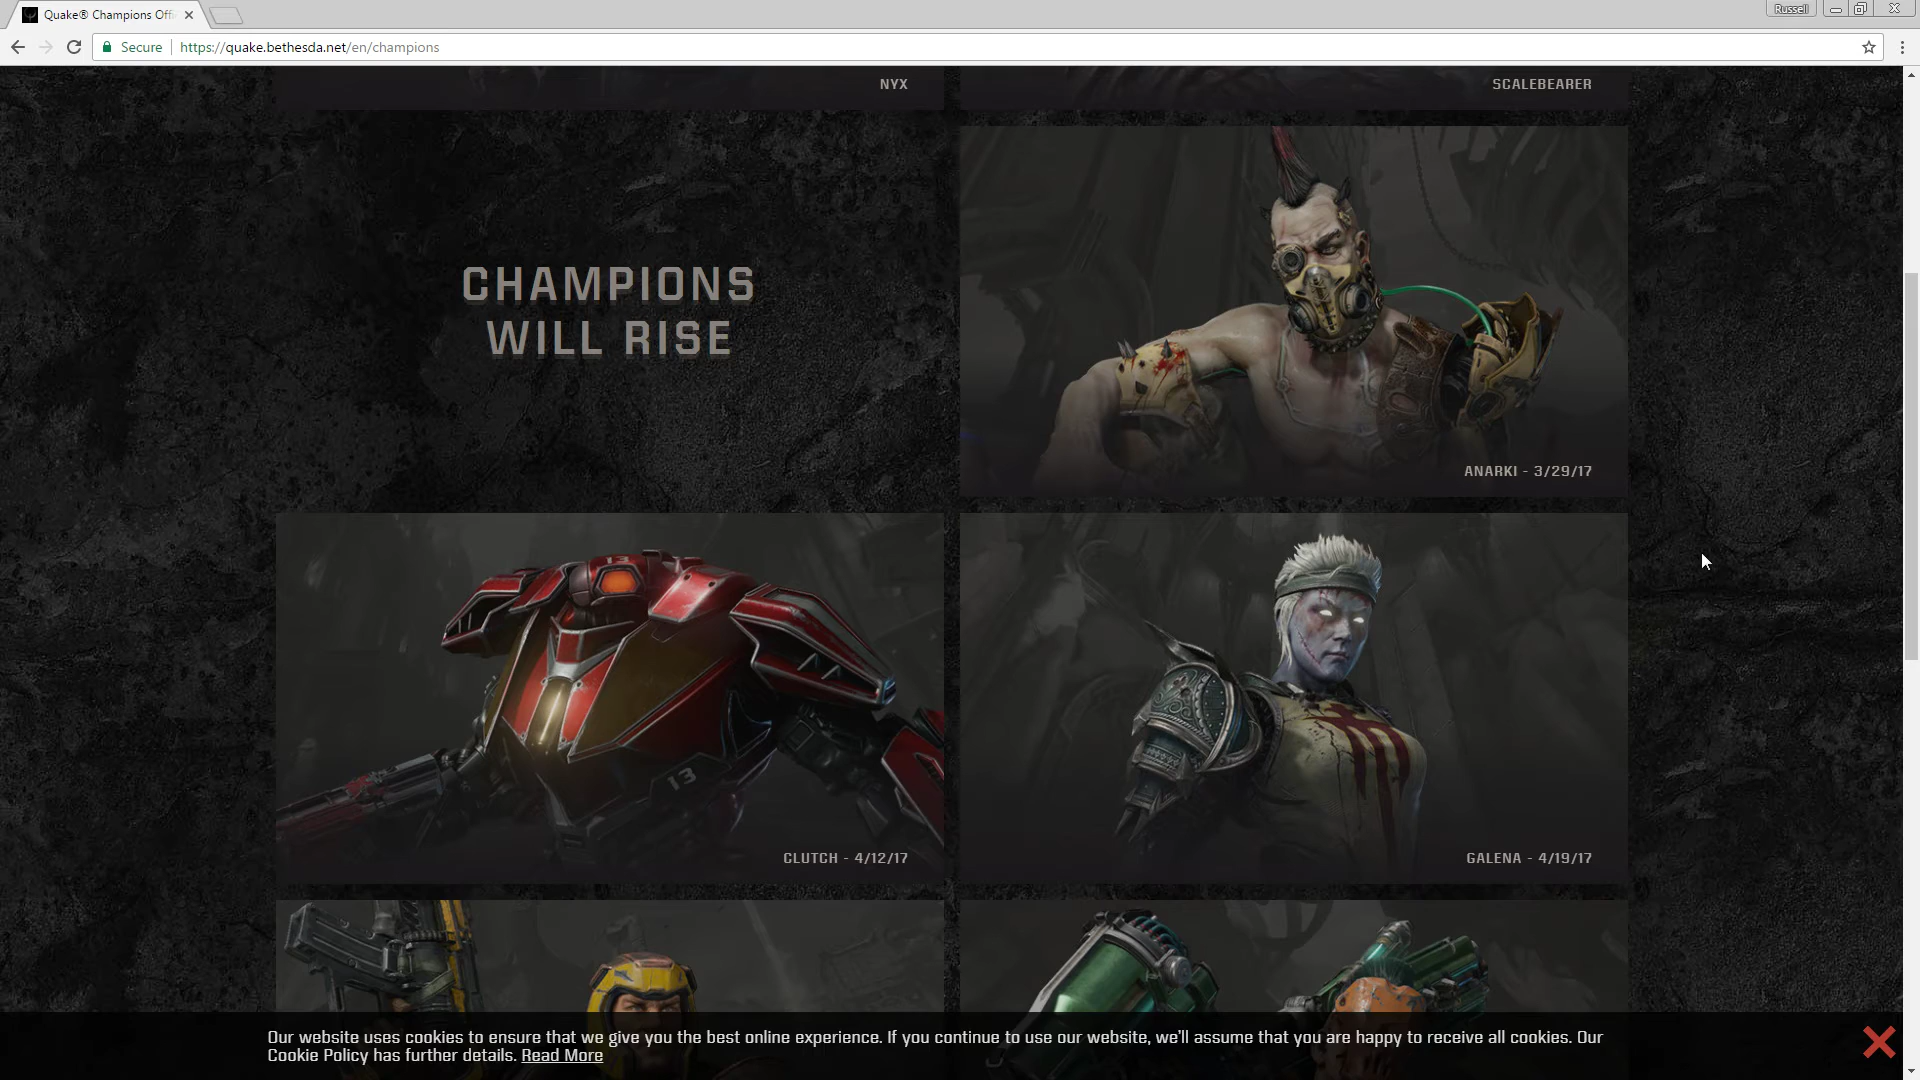 Quake® Champions Offi
Russell
Secure
https://quake.bethesda.net/en/champions
NYX
SCALEBEARER
CHAMPIONS
WILL RISE
ANARKI - 3/29/17
13
13
CLUTCH - 4/12/17
GALENA - 4/19/17
Our website uses cookies to ensure that we give you the best online experience. If you continue to use our website, we'll assume that you are happy to receive all cookies. Our
Cookie Policy has further details. Read More